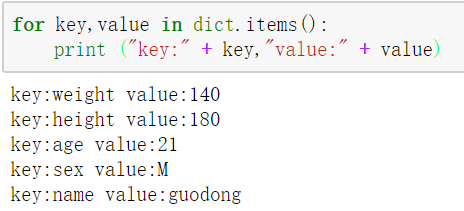 for key,value in dict.items():
    print ("key:" + key,"value:" + value)
key:weight value:140
key:height value:180
key:age value:21
key:sex value:M
key:name value:guodong